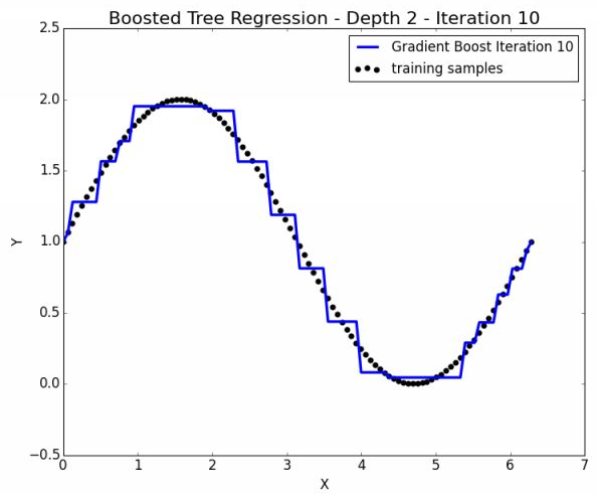 Boosted Tree Regression - Depth 2 - Iteration 10
Gradient Boost Iteration 10
training samples
2.5
2.0
1.5
1.0
0.5
0.0
−0.5
Y
0 1 2 3 4 5 6 7
X